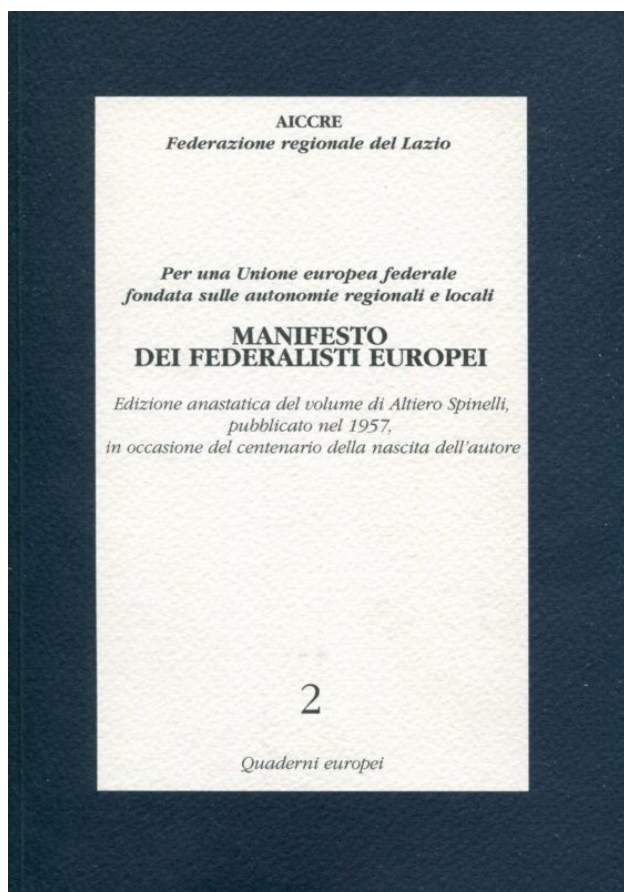 AICCRE
Federazione regionale del Lazio
Per una Unione europea federale
fondata sulle autonomie regionali e locali
MANIFESTO
DEI FEDERALISTI EUROPEI
Edizione anastatica del volume di Altiero Spinelli,
pubblicato nel 1957,
in occasione del centenario della nascita dell'autore
2
Quaderni europei